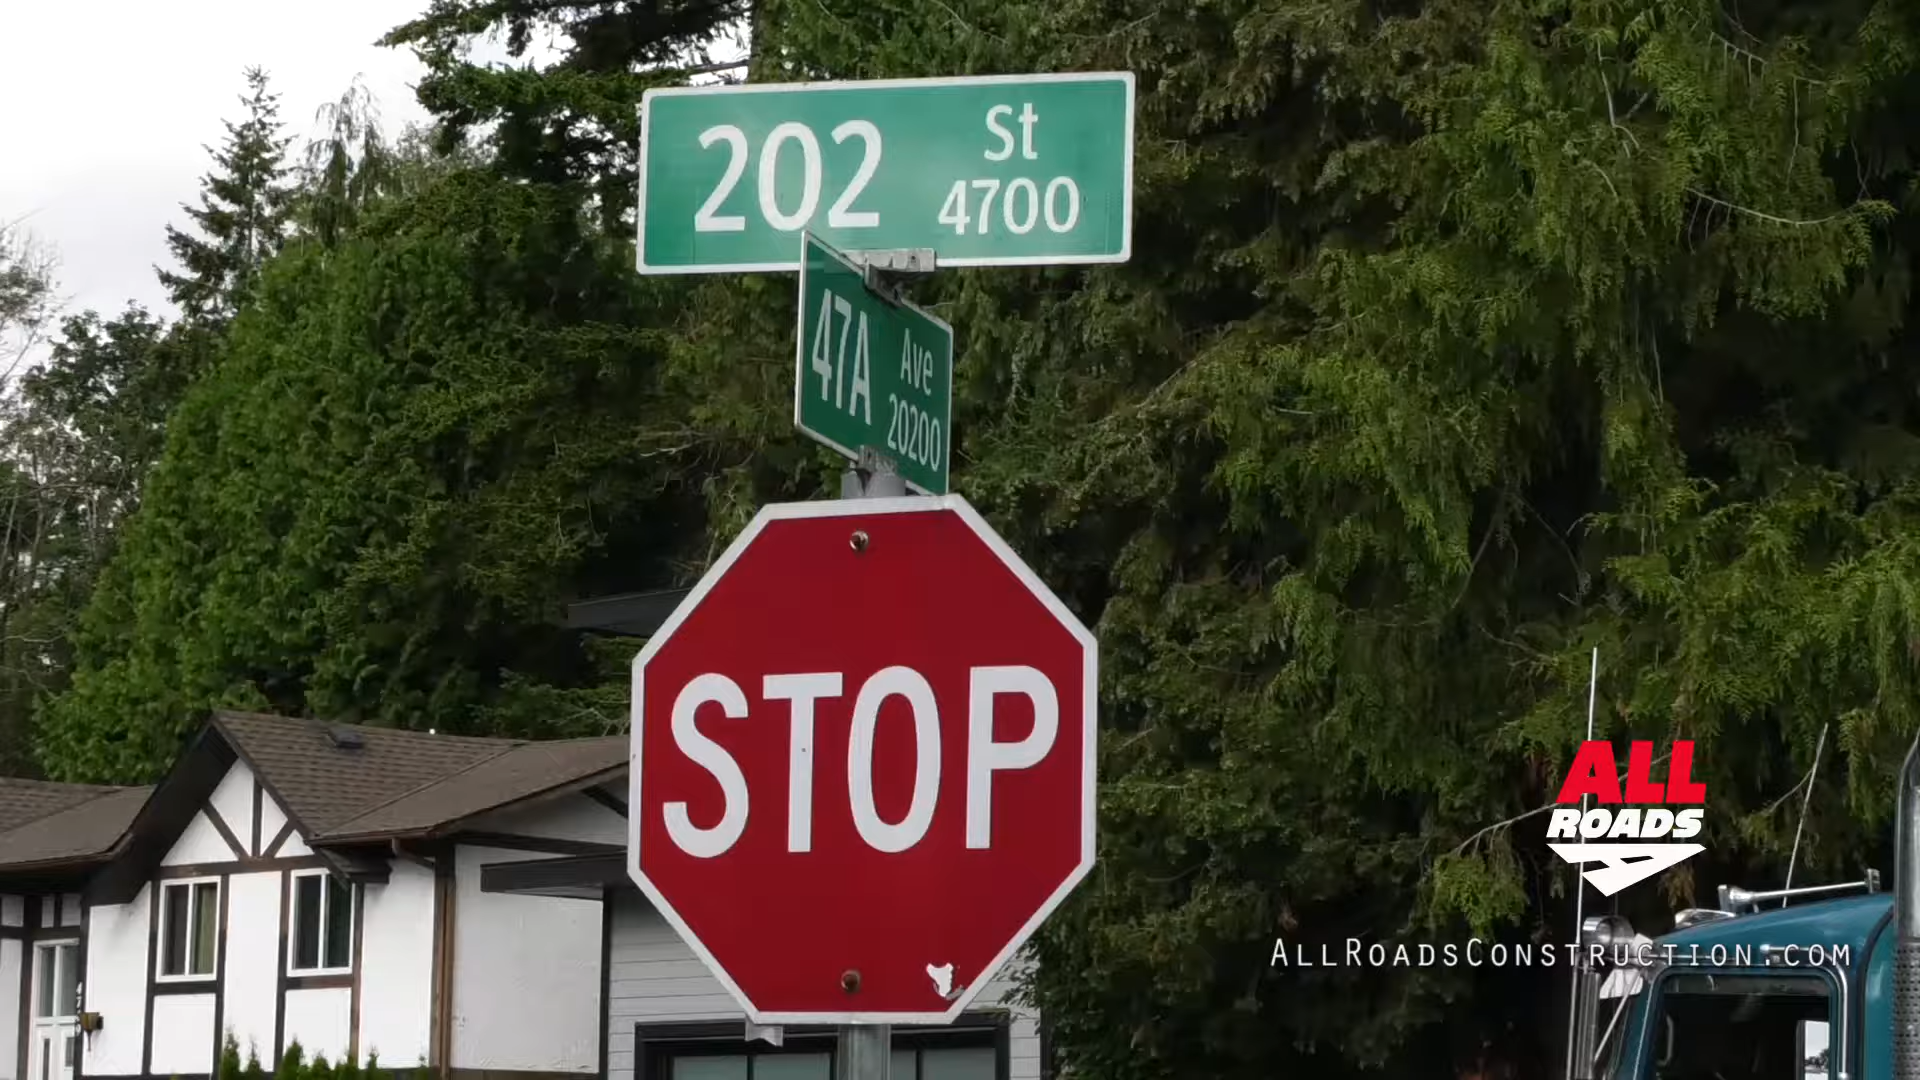 202 St
4700
47A Ave
20200
STOP
ALL
ROADS
ALLROADSCONSTRUCTION.COM